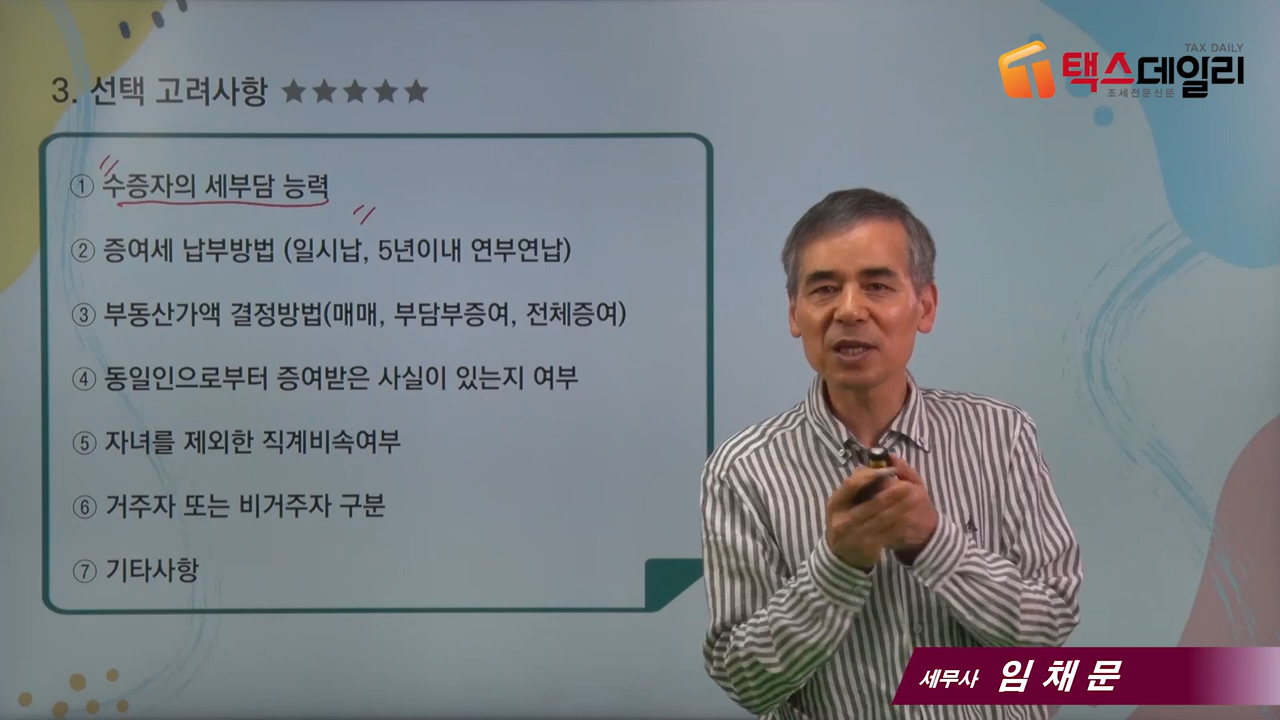 3. 선택 고려사항 ★★★★★
TAX DAILY
택스데일리
조세전문신문
① 수증자의 세부담 능력
② 증여세 납부방법 (일시납, 5년이내 연부연납)
③ 부동산가액 결정방법(매매, 부담부증여, 전체증여)
④ 동일인으로부터 증여받은 사실이 있는지 여부
⑤ 자녀를 제외한 직계비속여부
⑥ 거주자 또는 비거주자 구분
⑦ 기타사항
세무사 임채문